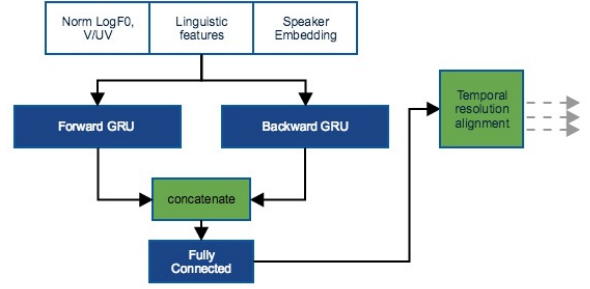 Norm LogF0,
V/UV
Linguistic
features
Speaker
Embedding
Forward GRU
Backward GRU
Temporal
resolution
alignment
concatenate
Fully
Connected